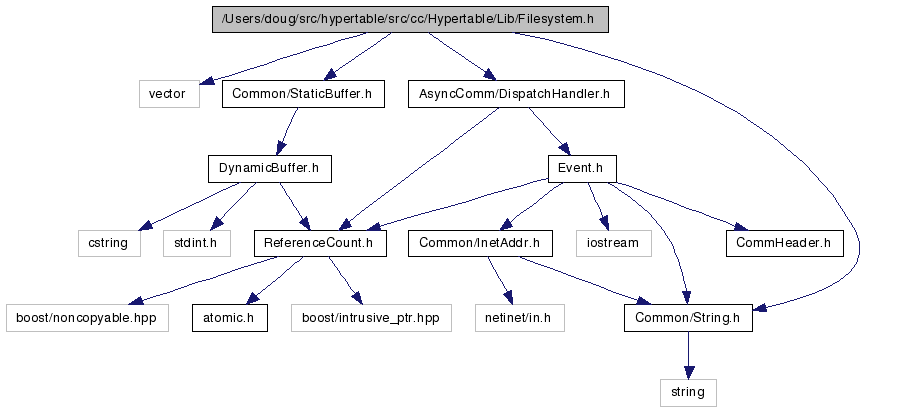 /Users/doug/src/hypertable/src/cc/Hypertable/Lib/Filesystem.h
vector
Common/StaticBuffer.h
AsyncComm/DispatchHandler.h
DynamicBuffer.h
Event.h
cstring
stdint.h
ReferenceCount.h
Common/InetAddr.h
iostream
CommHeader.h
boost/noncopyable.hpp
atomic.h
boost/intrusive_ptr.hpp
netinet/in.h
Common/String.h
string